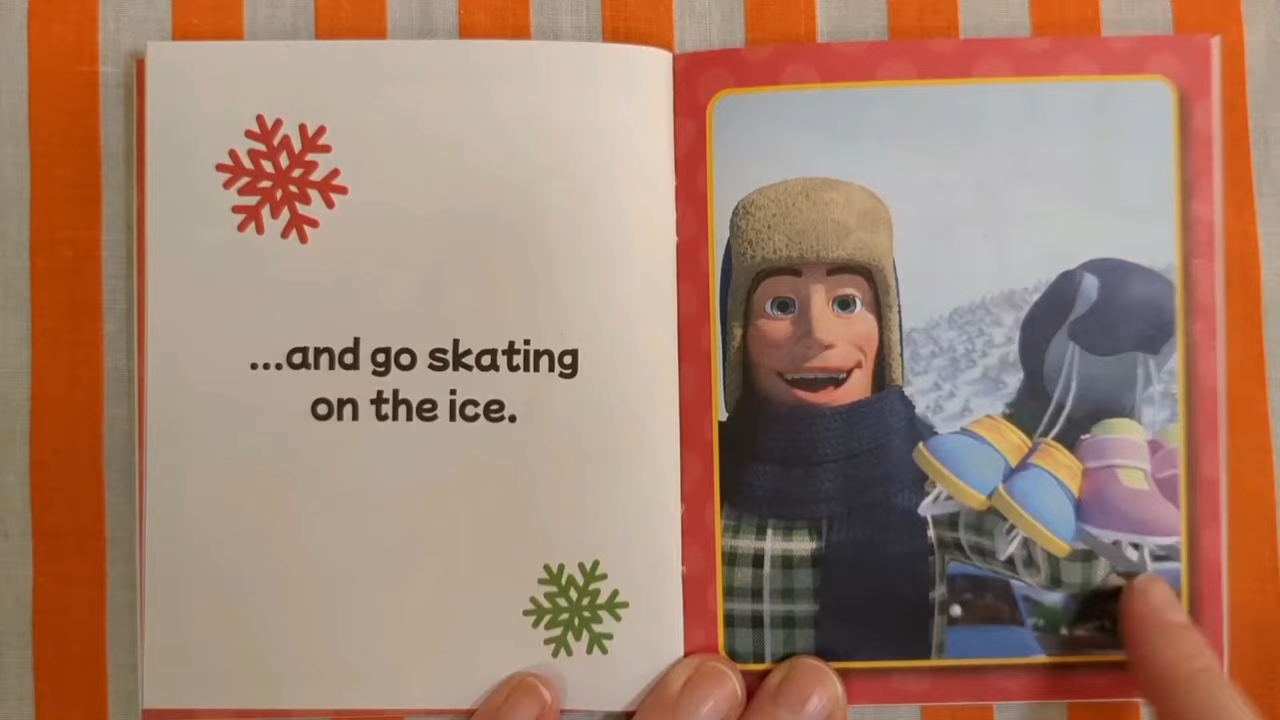 ...and go skating
on the ice.